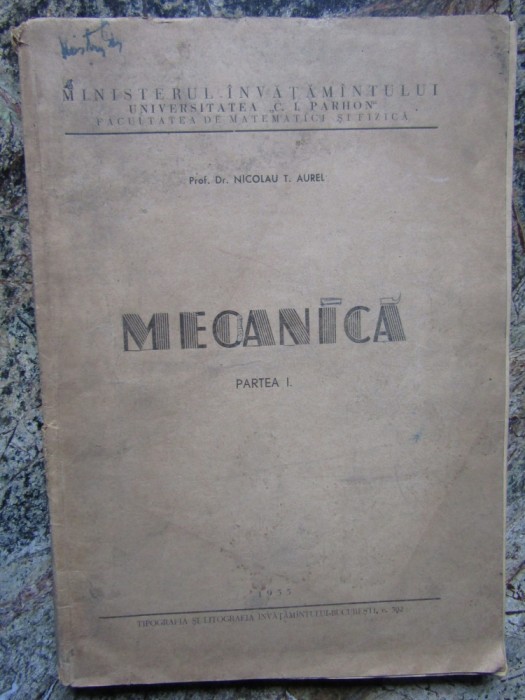 MINISTERUL ÎNVĂȚĂMÎNTULUI
UNIVERSITATEA „C. I. PARHON”
FACULTATEA DE MATEMATICI ȘI FIZICĂ
Prof. Dr. NICOLAU T. AUREL
MECANICĂ
PARTEA I.
1955
TIPOGRAFIA ȘI LITOGRAFIA ÎNVĂȚĂMÎNTULUI-BUCUREȘTI, c.